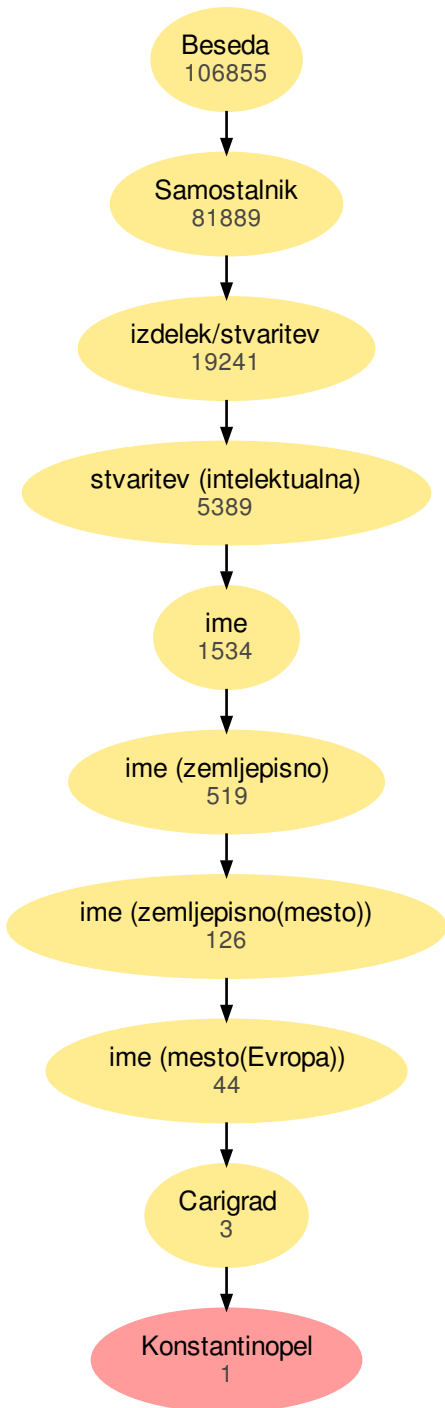 Beseda
106855
Samostalnik
81889
izdelek/stvaritev
19241
stvaritev (intelektualna)
5389
ime
1534
ime (zemljepisno)
519
ime (zemljepisno(mesto))
126
ime (mesto(Evropa))
44
Carigrad
3
Konstantinopel
1